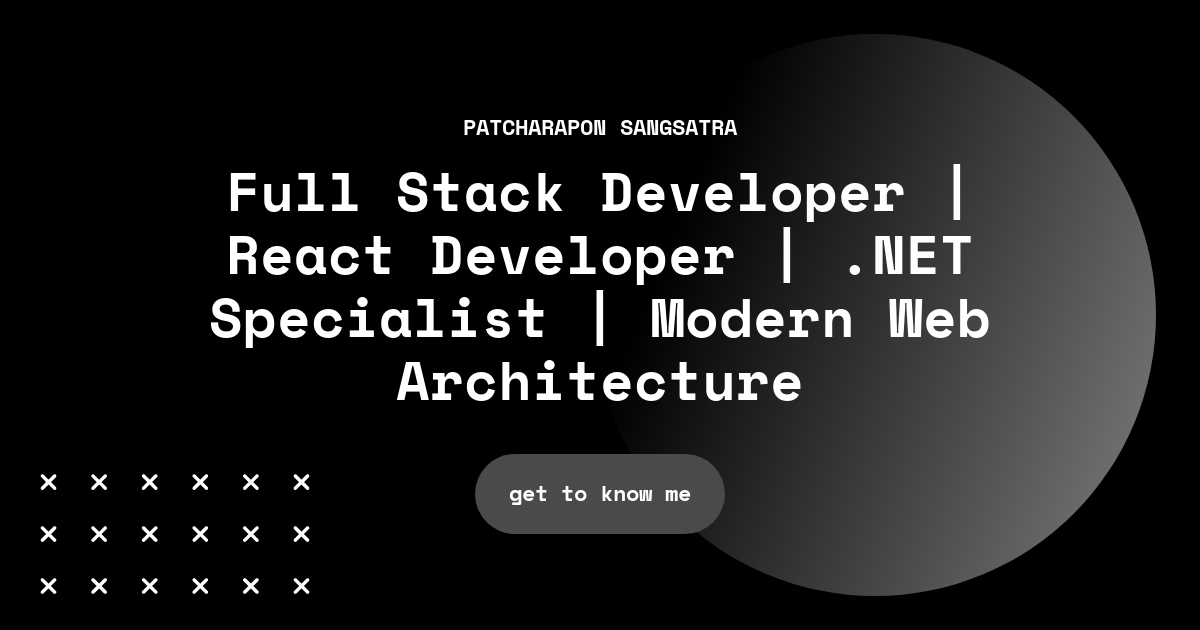 PATCHARAPON SANGSATRA
Full Stack Developer |
React Developer | .NET
Specialist | Modern Web
Architecture
get to know me